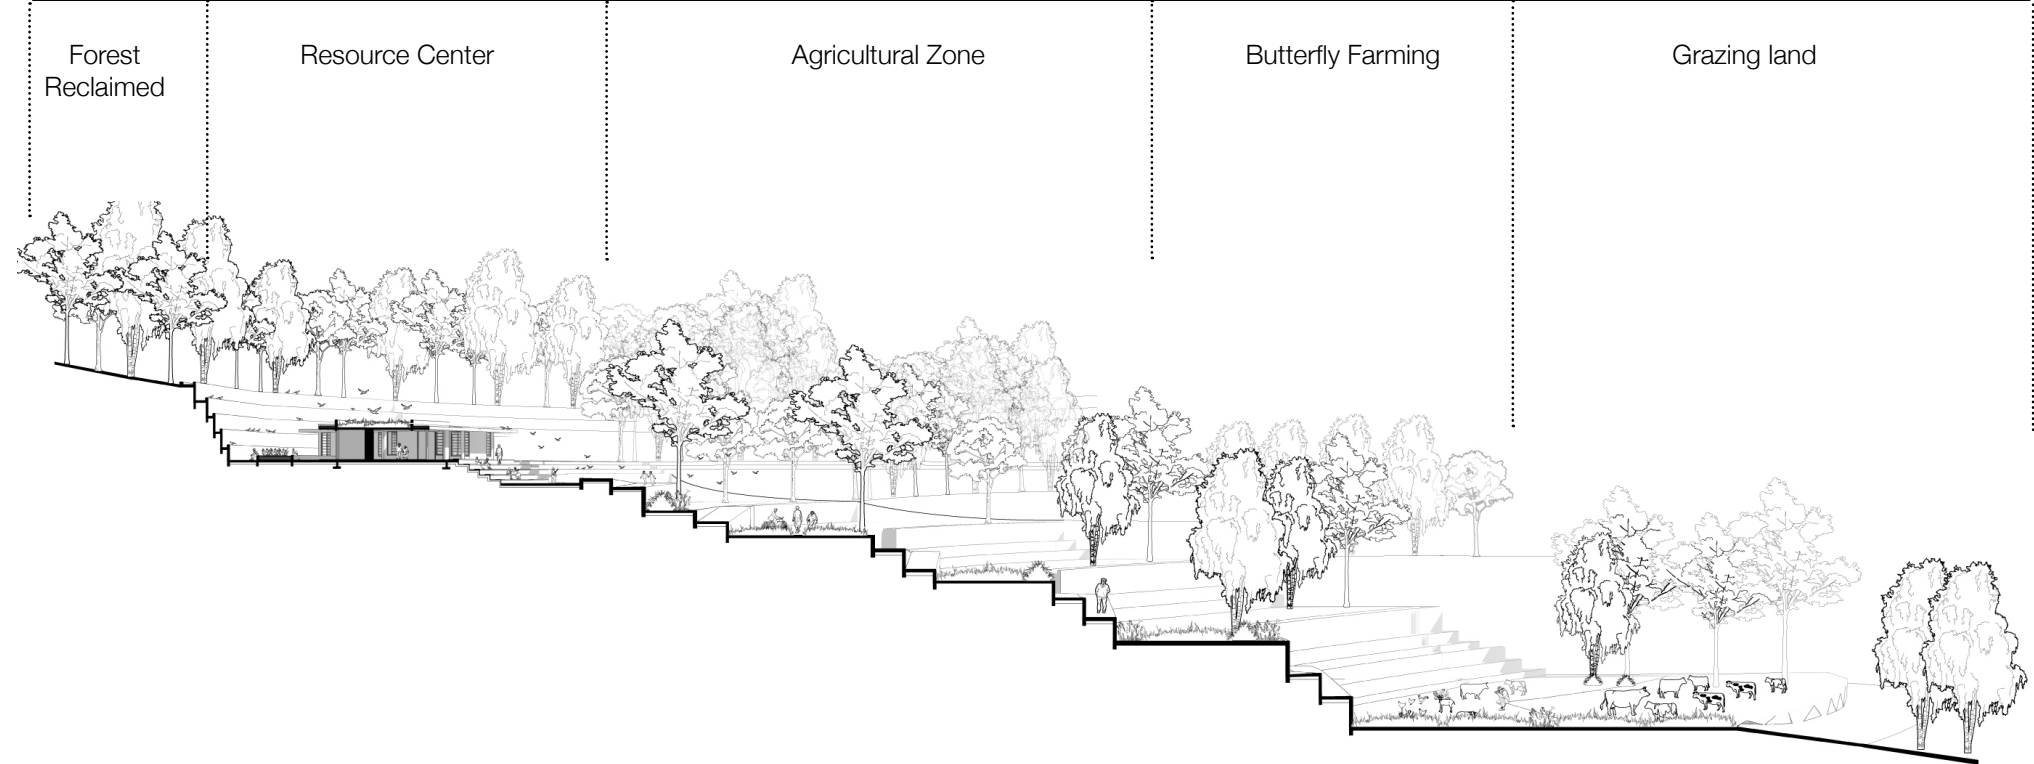 Forest
Reclaimed
Resource Center
Agricultural Zone
Butterfly Farming
Grazing land